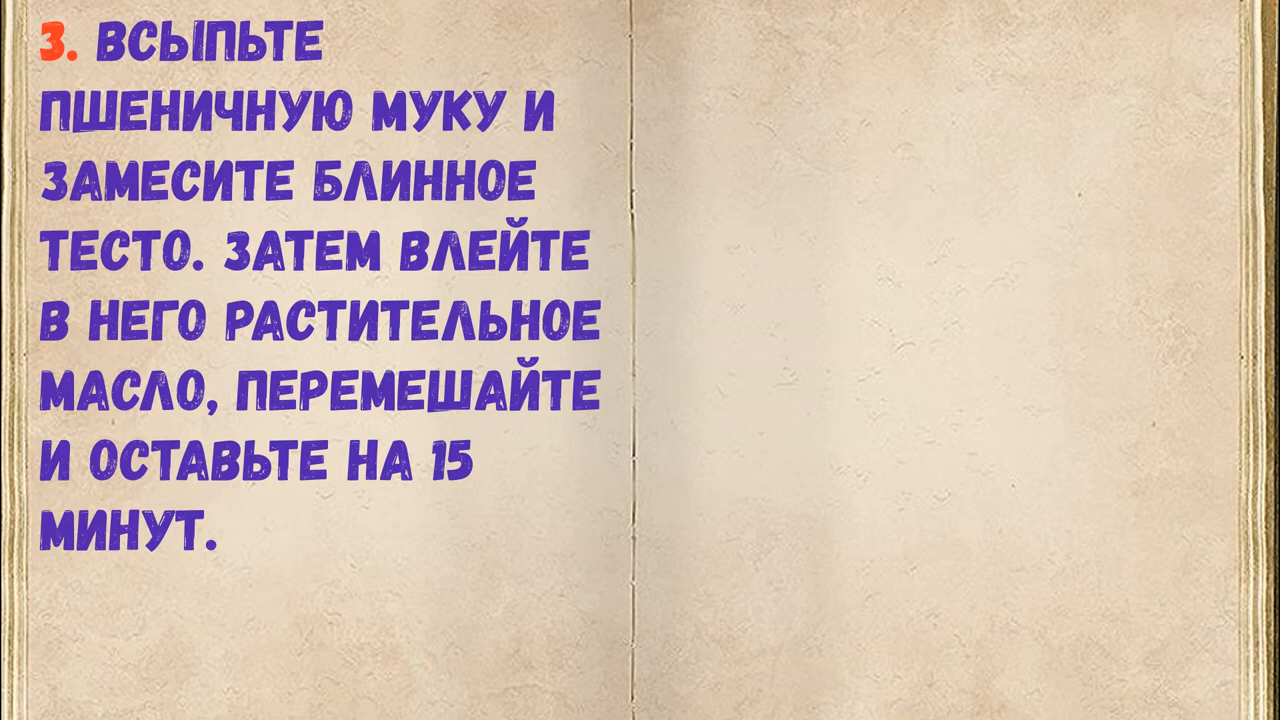 3. ВСЫПЬТЕ
ПШЕНИЧНУЮ МУКУ И
ЗАМЕСИТЕ БЛИННОЕ
ТЕСТО. ЗАТЕМ ВЛЕЙТЕ
В НЕГО РАСТИТЕЛЬНОЕ
МАСЛО, ПЕРЕМЕШАЙТЕ
И ОСТАВЬТЕ НА 15
МИНУТ.